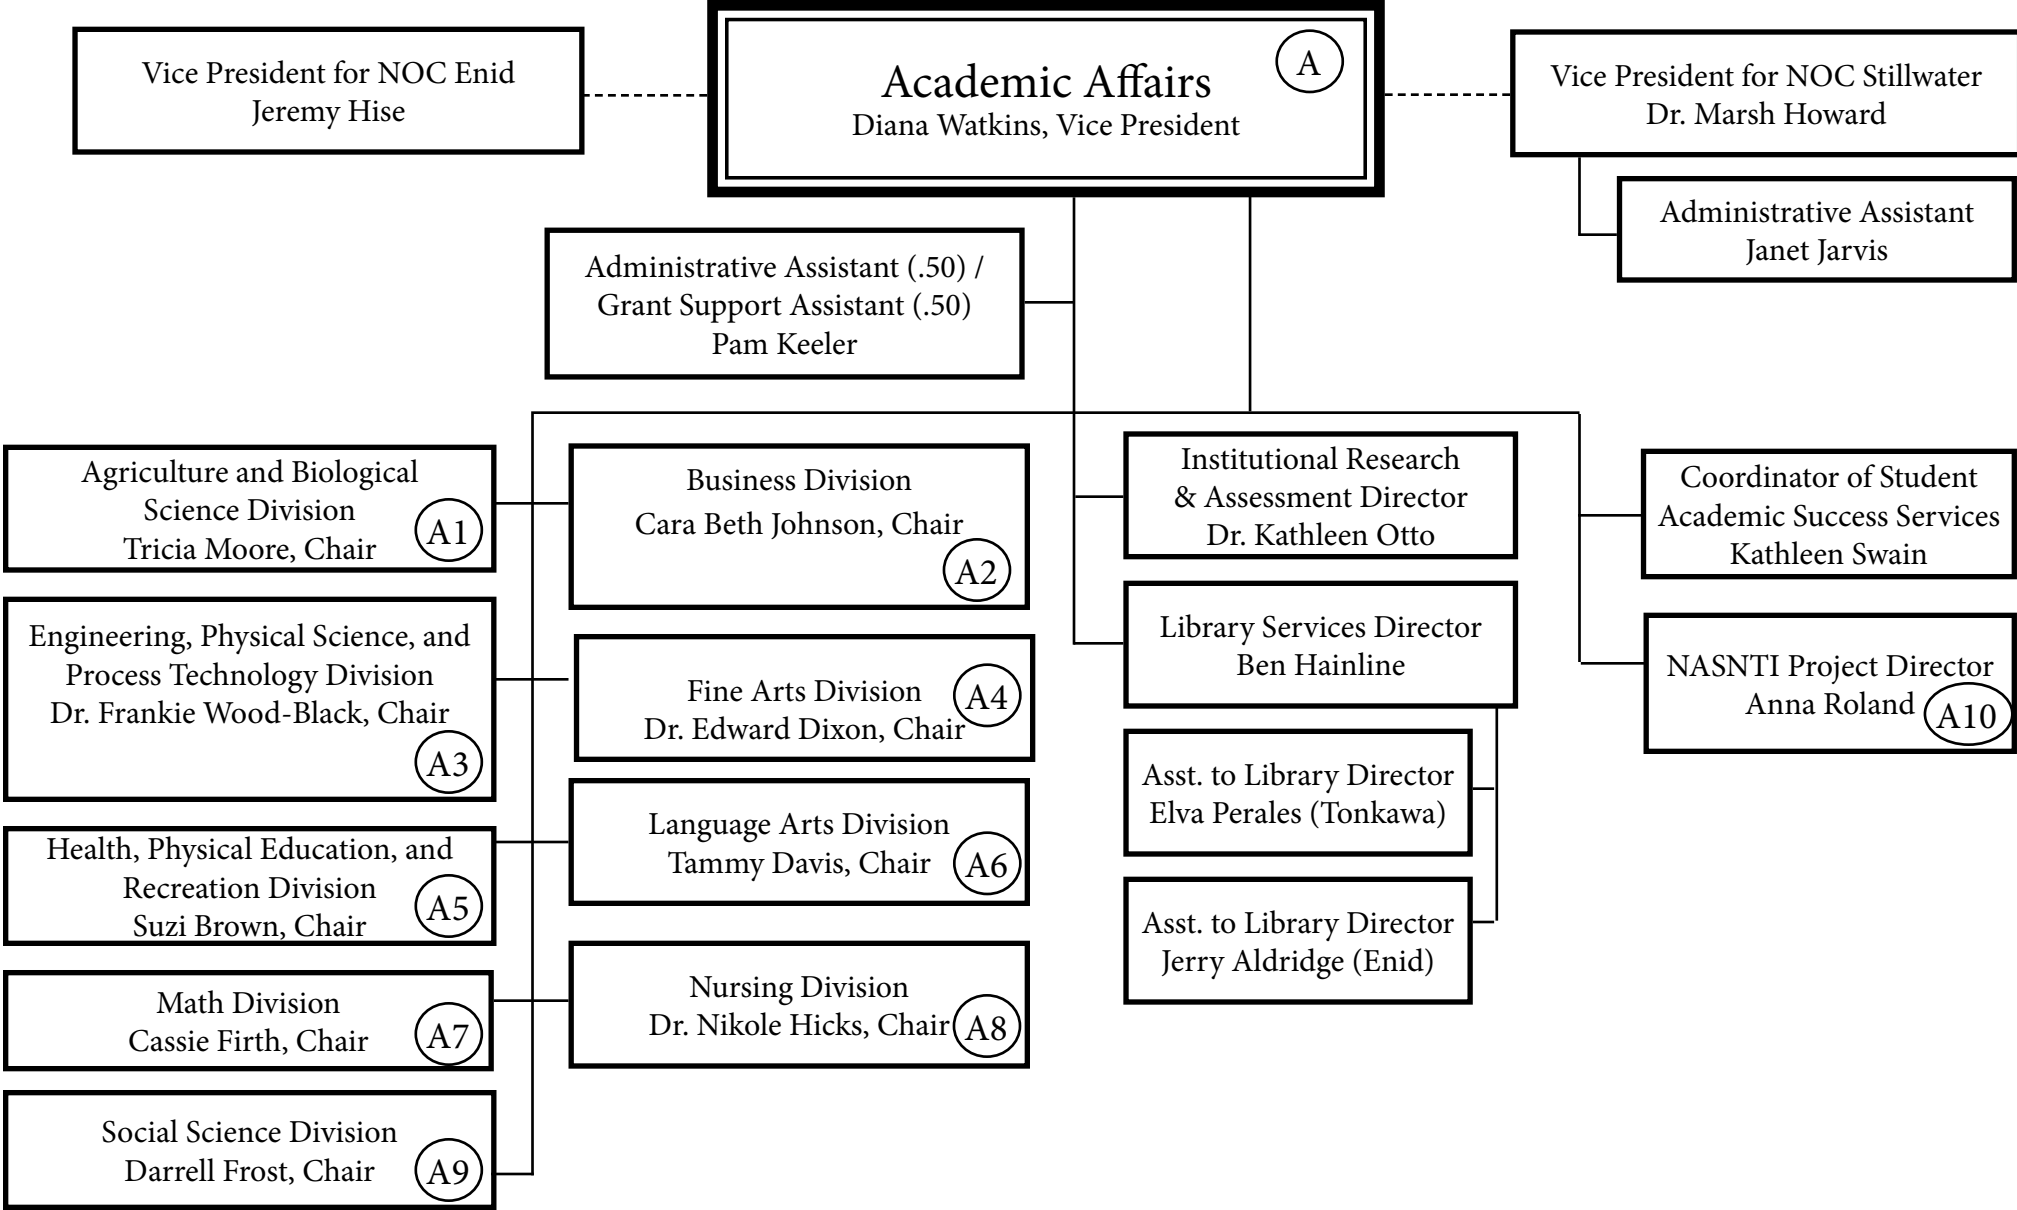 Vice President for NOC Enid
Jeremy Hise
Academic Affairs
Diana Watkins, Vice President
A
Vice President for NOC Stillwater
Dr. Marsh Howard
Administrative Assistant
Janet Jarvis
Administrative Assistant (.50) /
Grant Support Assistant (.50)
Pam Keeler
Agriculture and Biological
Science Division
Tricia Moore, Chair
A1
Business Division
Cara Beth Johnson, Chair
A2
Engineering, Physical Science, and
Process Technology Division
Dr. Frankie Wood-Black, Chair
A3
Fine Arts Division
Dr. Edward Dixon, Chair
A4
Health, Physical Education, and
Recreation Division
Suzi Brown, Chair
A5
Language Arts Division
Tammy Davis, Chair
A6
Math Division
Cassie Firth, Chair
A7
Nursing Division
Dr. Nikole Hicks, Chair
A8
Social Science Division
Darrell Frost, Chair
A9
Institutional Research
& Assessment Director
Dr. Kathleen Otto
Library Services Director
Ben Hainline
Asst. to Library Director
Elva Perales (Tonkawa)
Asst. to Library Director
Jerry Aldridge (Enid)
Coordinator of Student
Academic Success Services
Kathleen Swain
NASNTI Project Director
Anna Roland
A10